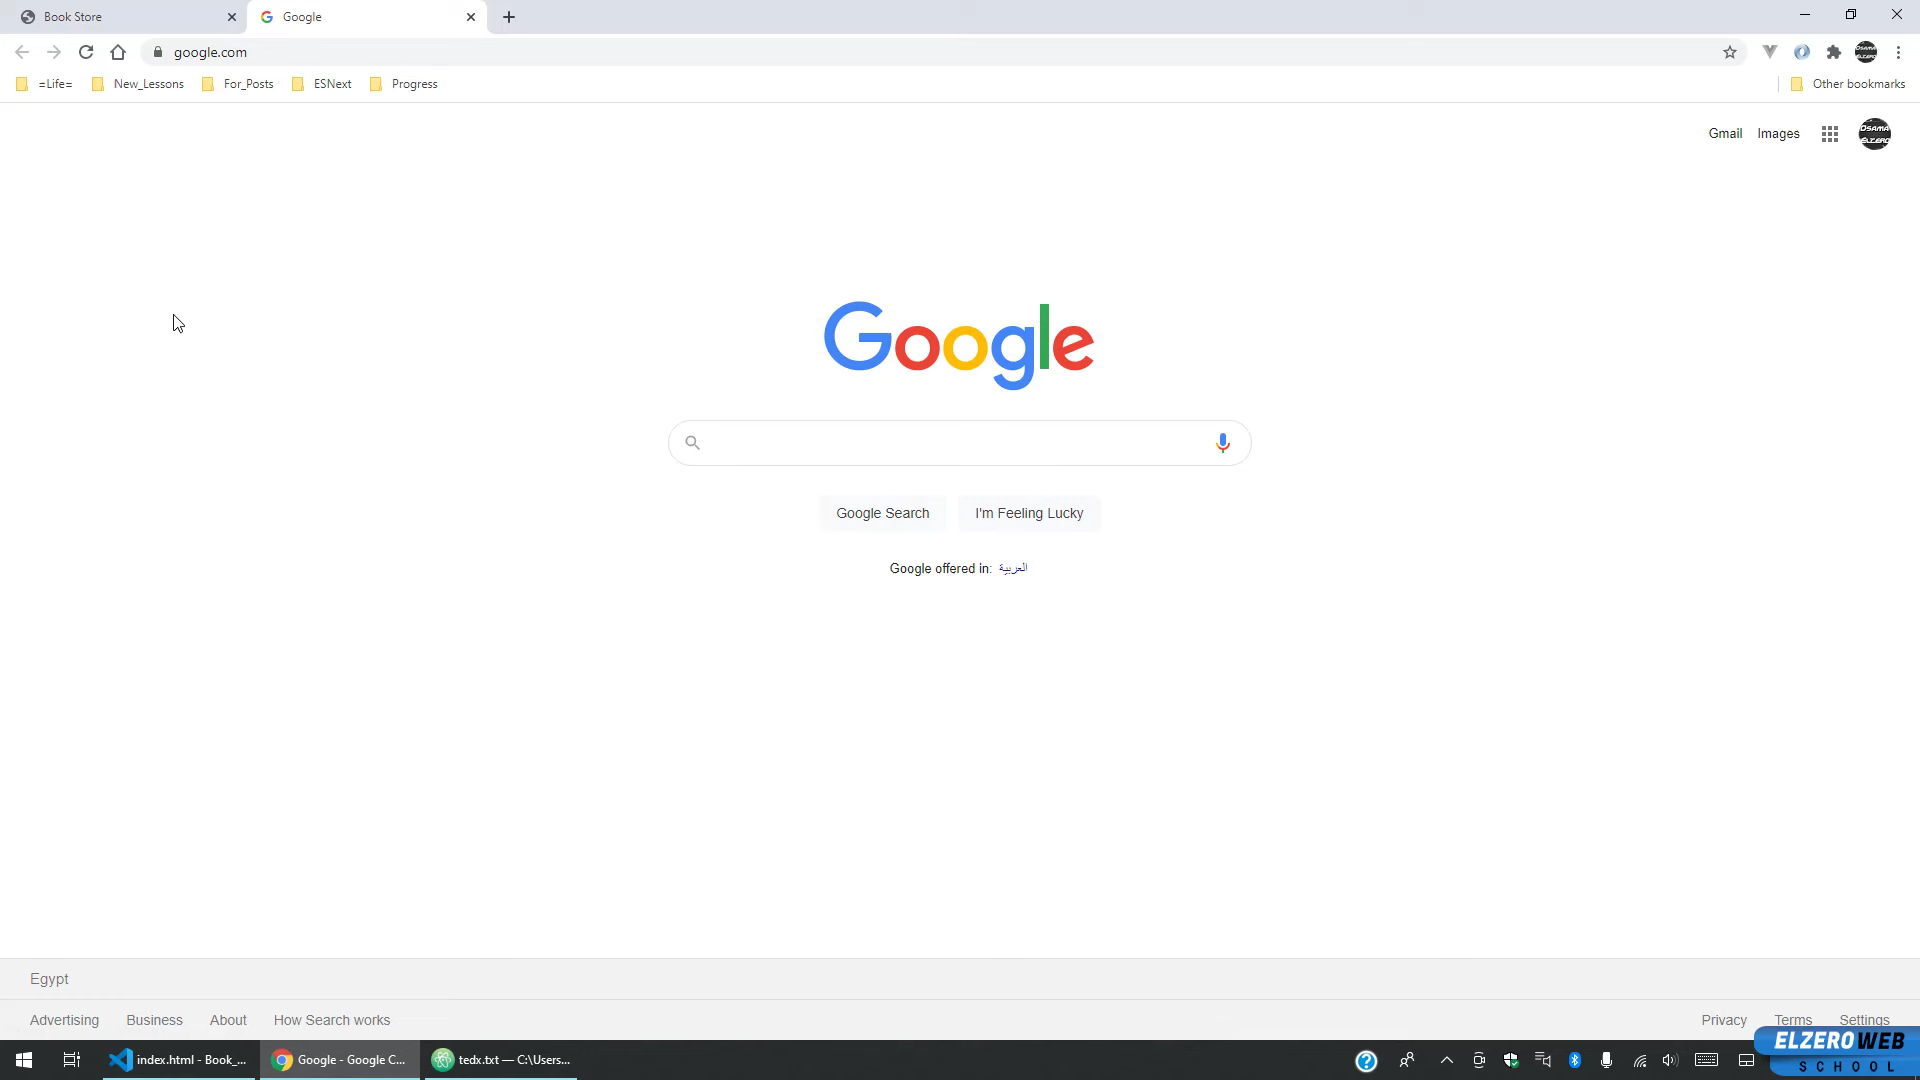 Book Store
Google
google.com
=Life=
New_Lessons
For_Posts
ESNext
Progress
Other bookmarks
Gmail
Images
OSAMA
ELZERO
Google
Google Search
I'm Feeling Lucky
Google offered in: العربية
Egypt
Advertising
Business
About
How Search works
Privacy
Terms
Settings
index.html - Book_...
Google - Google C...
tedx.txt — C:\Users...
ELZEROWEB
SCHOOL